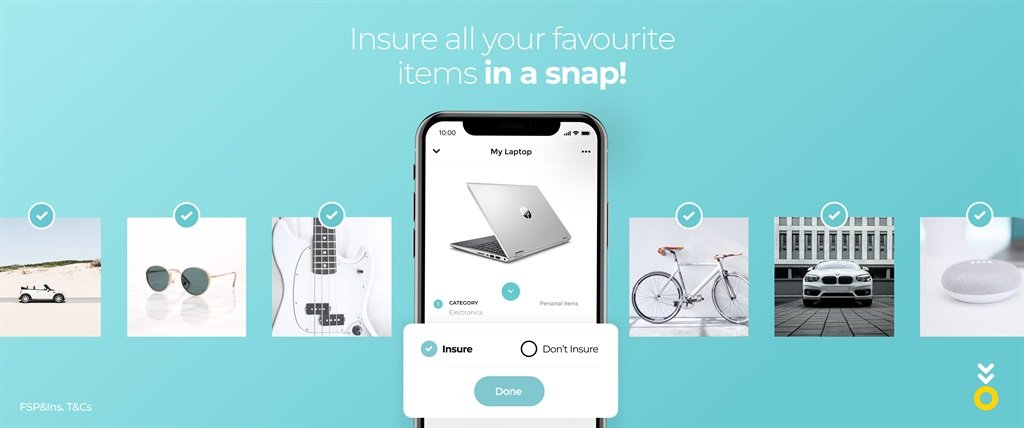 Insure all your favourite
items in a snap!
10:00
My Laptop
1 CATEGORY
Electronics
Personal Items
Insure
Don't Insure
Done
FSP&Ins. T&Cs